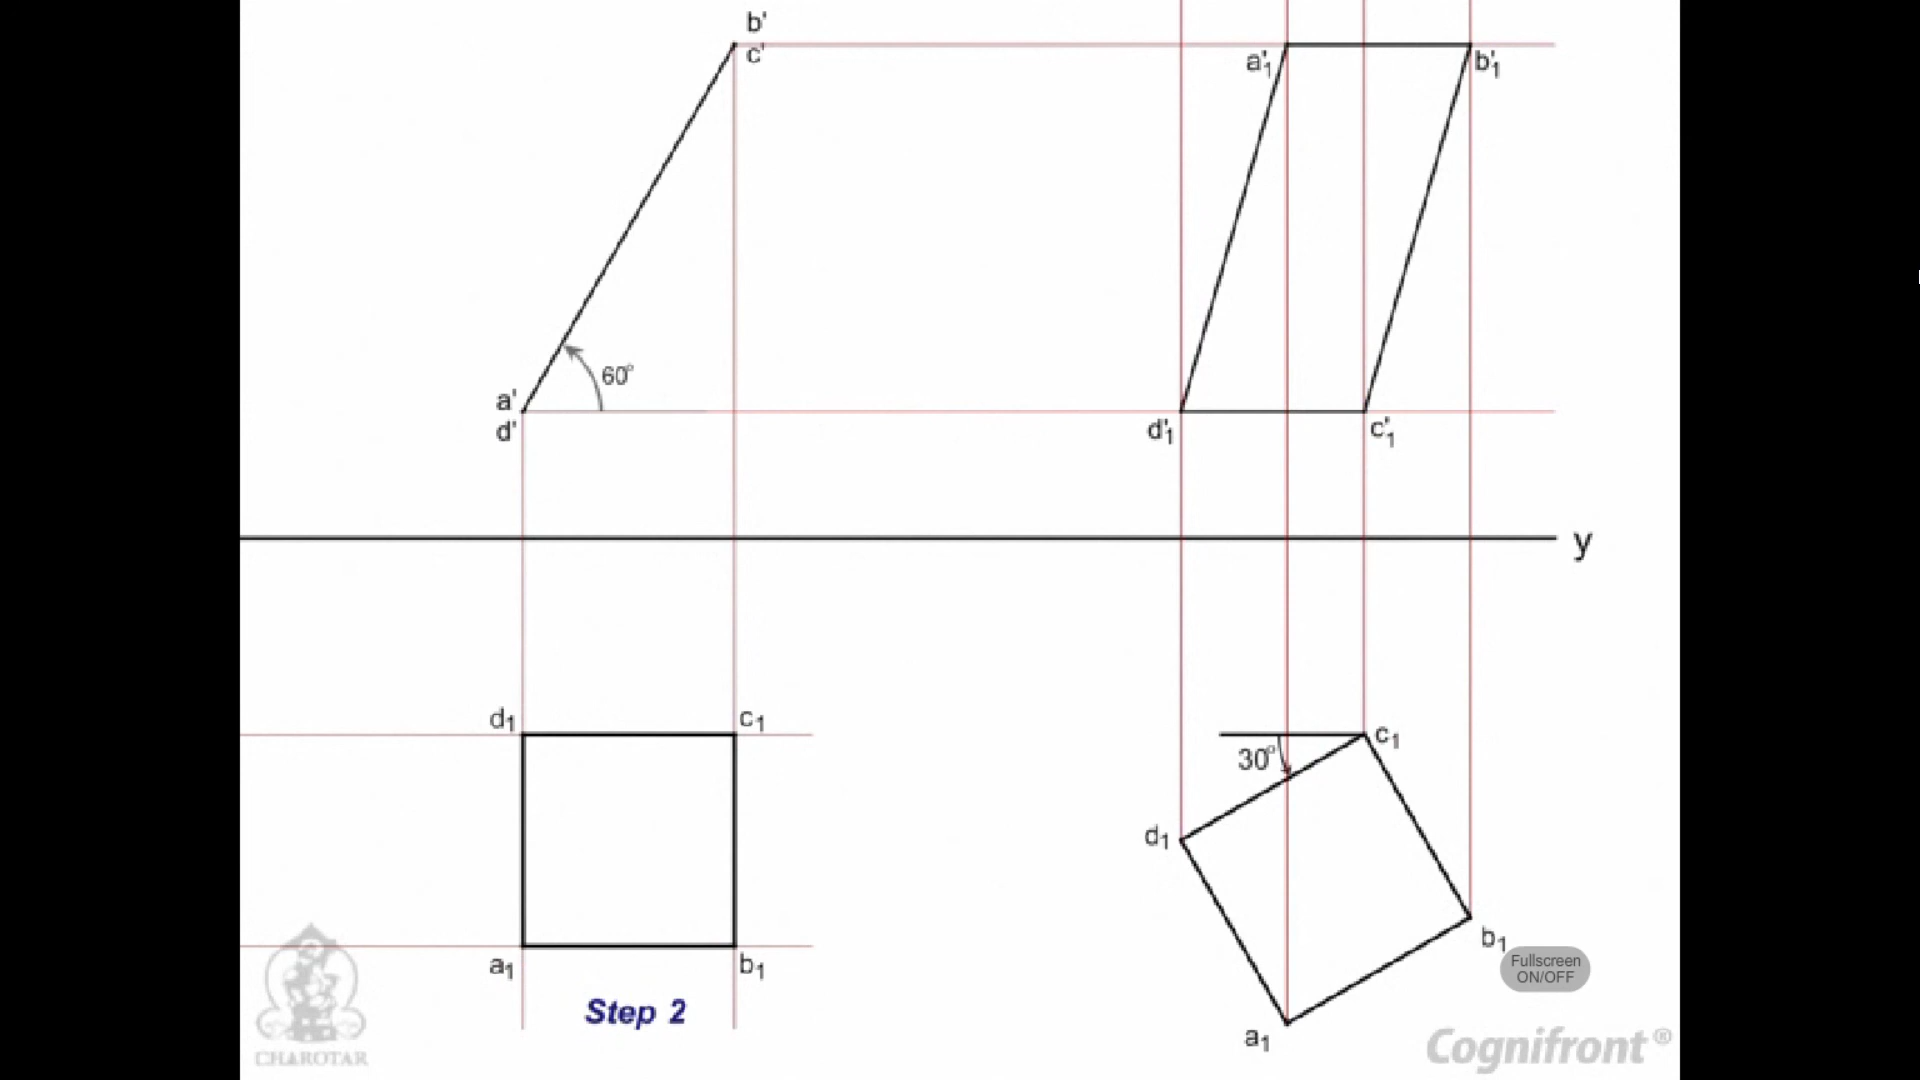 b'
c'
a'₁
b'₁
60°
a'
d'
d'₁
c'₁
y
d₁
c₁
c₁
30°
d₁
b₁
a₁
b₁
Fullscreen
ON/OFF
Step 2
a₁
Cognifront®
CHAROTAR